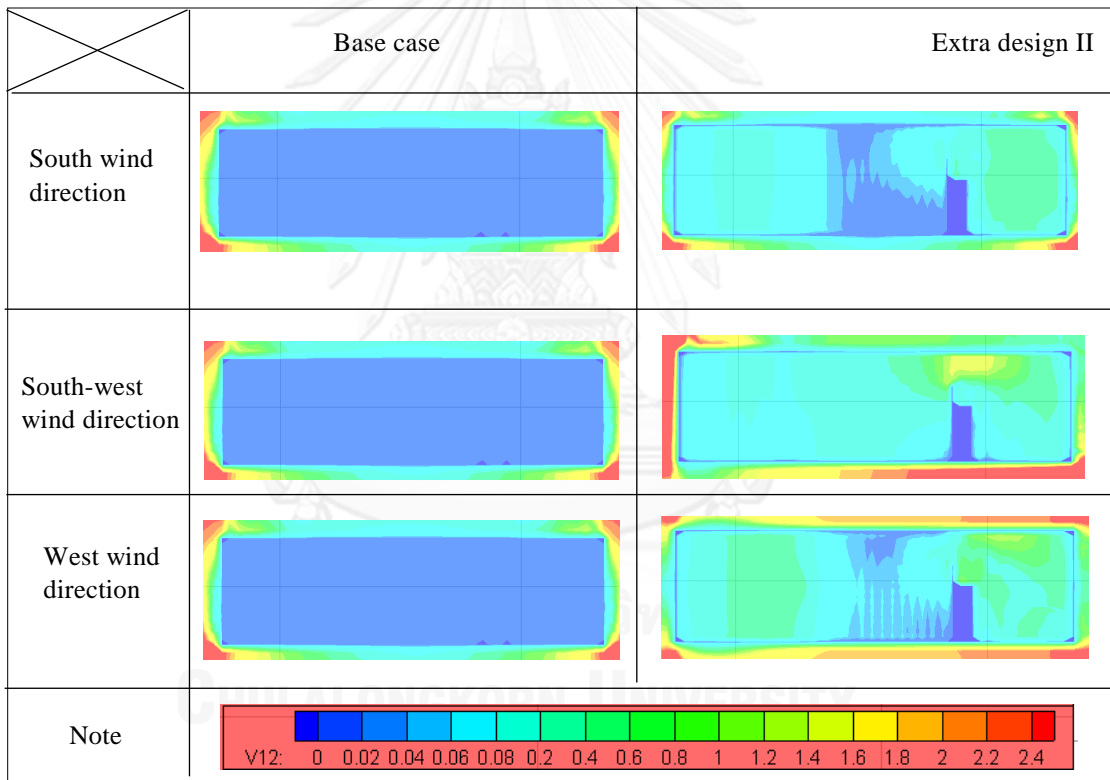 Base case
Extra design II
South wind
direction
South-west
wind direction
West wind
direction
CHULALONGKORN UNIVERSITY
Note
V12: 0 0.02 0.04 0.06 0.08 0.2 0.4 0.6 0.8 1 1.2 1.4 1.6 1.8 2 2.2 2.4